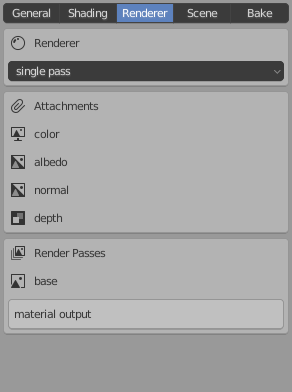 General Shading Renderer Scene Bake
Renderer
single pass
Attachments
color
albedo
normal
depth
Render Passes
base
material output